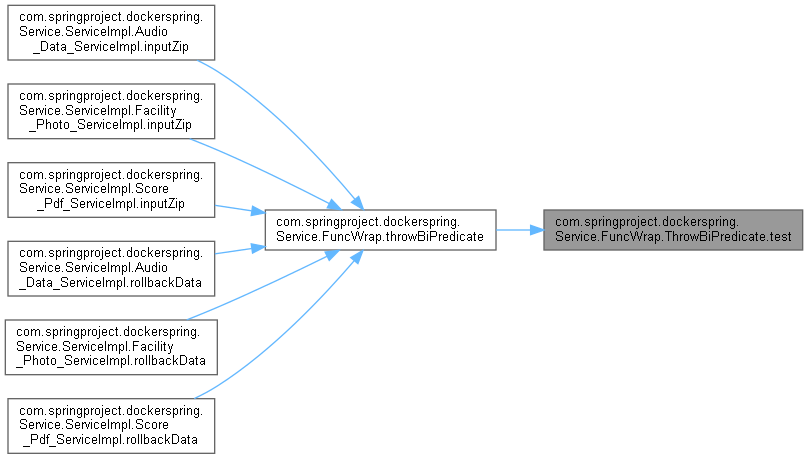 com.springproject.dockerspring.
Service.ServiceImpl.Audio
_Data_ServiceImpl.inputZip
com.springproject.dockerspring.
Service.ServiceImpl.Facility
_Photo_ServiceImpl.inputZip
com.springproject.dockerspring.
Service.ServiceImpl.Score
_Pdf_ServiceImpl.inputZip
com.springproject.dockerspring.
Service.ServiceImpl.Audio
_Data_ServiceImpl.rollbackData
com.springproject.dockerspring.
Service.ServiceImpl.Facility
_Photo_ServiceImpl.rollbackData
com.springproject.dockerspring.
Service.ServiceImpl.Score
_Pdf_ServiceImpl.rollbackData
com.springproject.dockerspring.
Service.FuncWrap.throwBiPredicate
com.springproject.dockerspring.
Service.FuncWrap.ThrowBiPredicate.test